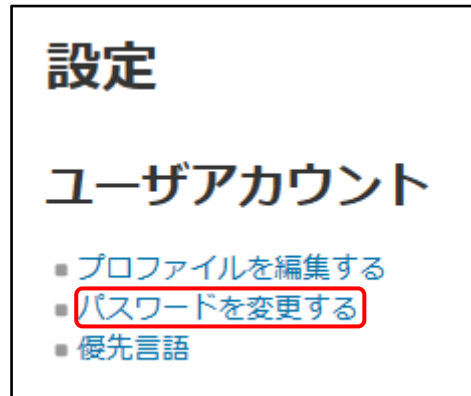 設定
ユーザアカウント
プロファイルを編集する
パスワードを変更する
優先言語